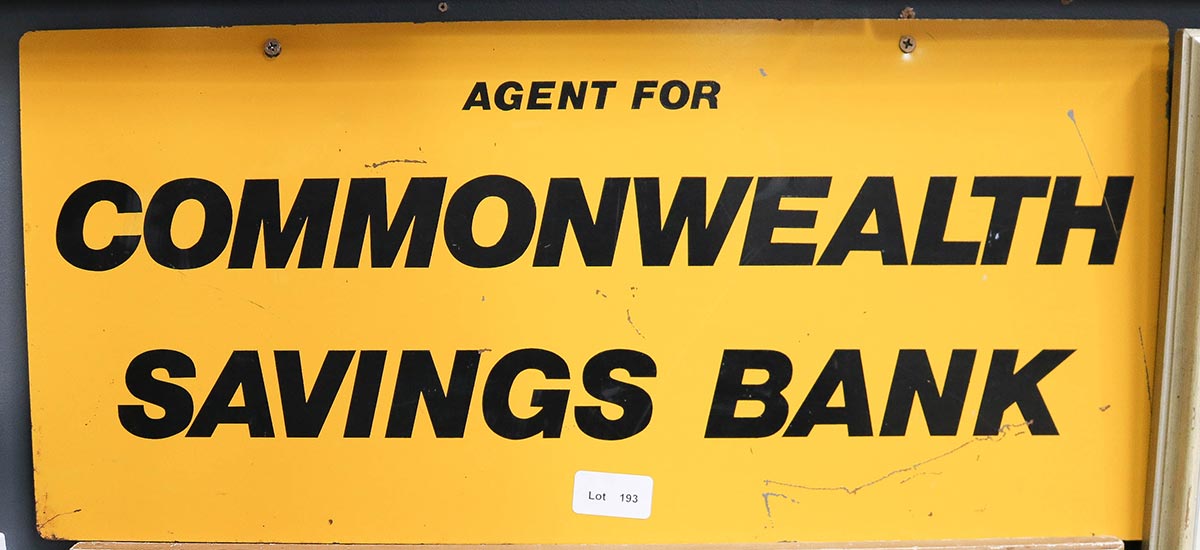 AGENT FOR
COMMONWEALTH
SAVINGS BANK
Lot 193